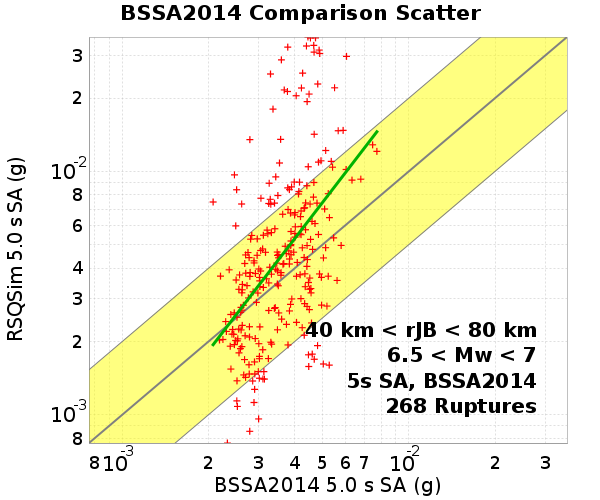 BSSA2014 Comparison Scatter
RSQSim 5.0 s SA (g)
3
2
10-2
8
6
4
3
2
10-3
8
40 km < rJB < 80 km
6.5 < Mw < 7
5s SA, BSSA2014
268 Ruptures
8 10-3 2 3 4 5 6 7 10-2 2 3
BSSA2014 5.0 s SA (g)